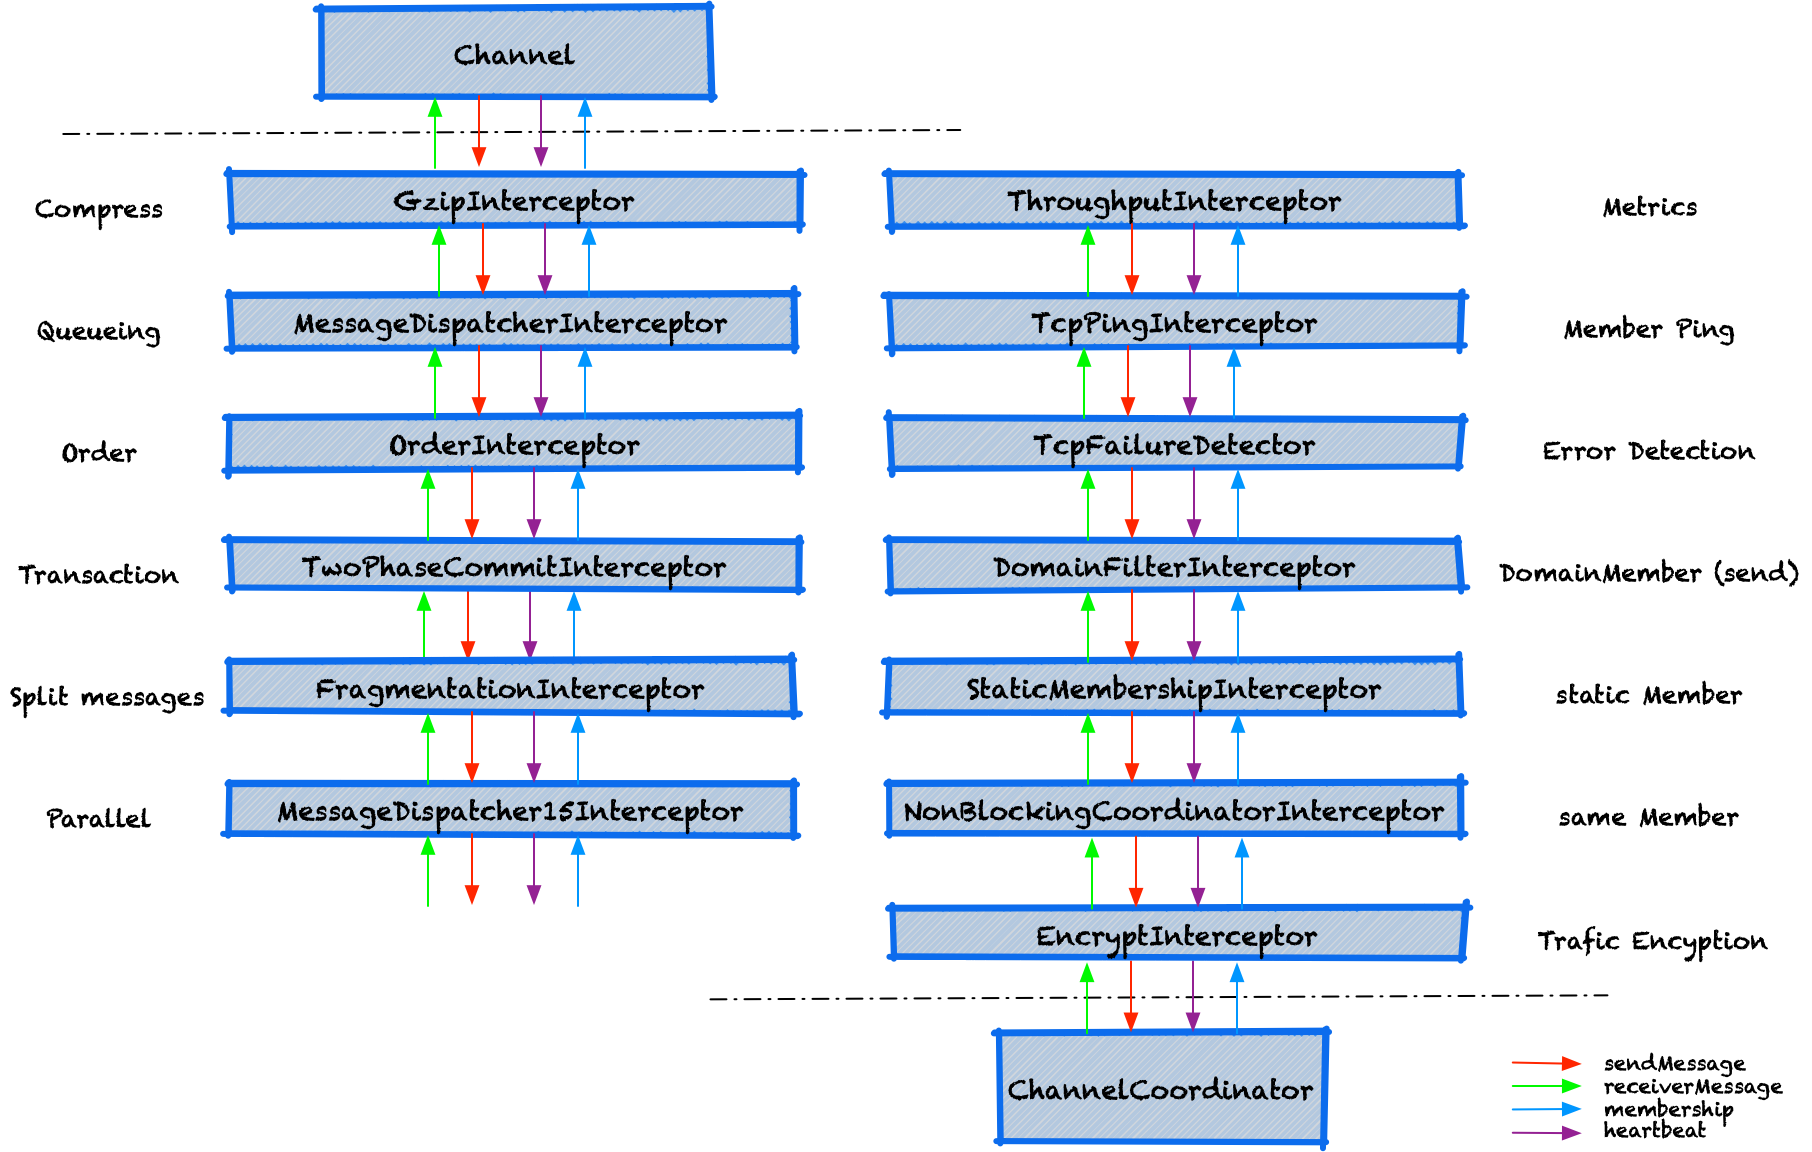 Channel
Compress
GzipInterceptor
ThroughputInterceptor
Metrics
Queueing
MessageDispatcherInterceptor
TcpPingInterceptor
Member Ping
Order
OrderInterceptor
TcpFailureDetector
Error Detection
Transaction
TwoPhaseCommitInterceptor
DomainFilterInterceptor
DomainMember (send)
Split messages
FragmentationInterceptor
StaticMembershipInterceptor
static Member
Parallel
MessageDispatcher15Interceptor
NonBlockingCoordinatorInterceptor
same Member
EncryptInterceptor
Trafic Encyption
ChannelCoordinator
sendMessage
receiverMessage
membership
heartbeat